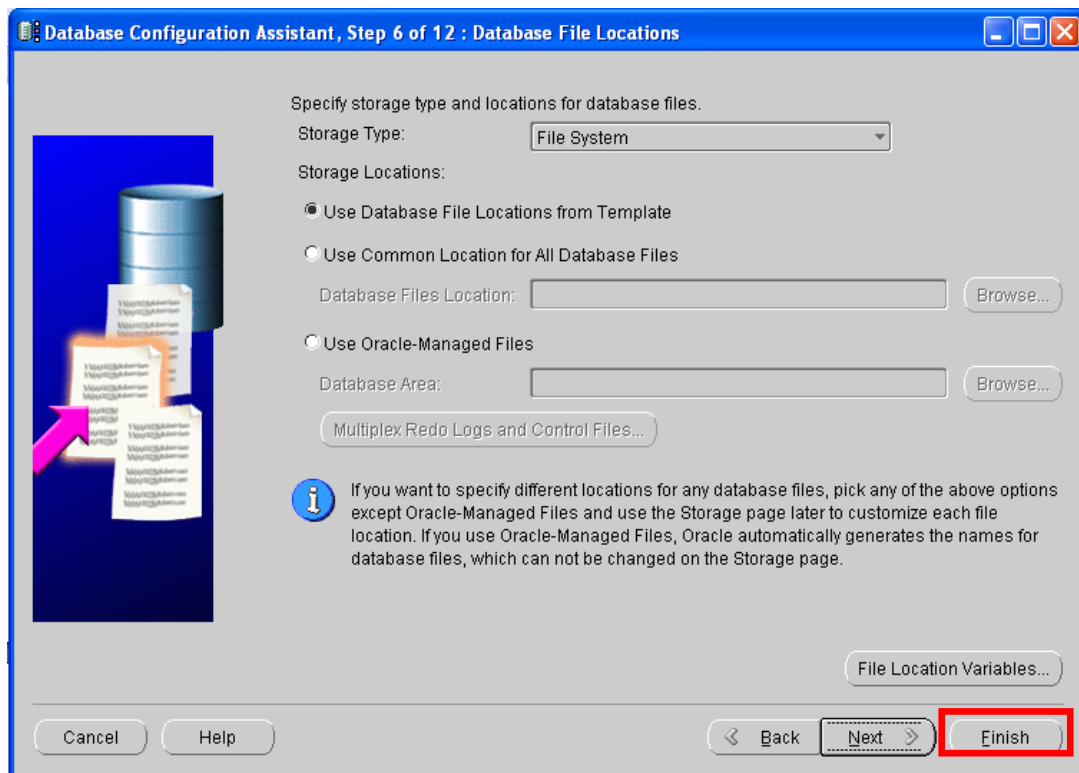 Database Configuration Assistant, Step 6 of 12 : Database File Locations
Specify storage type and locations for database files.
Storage Type:
File System
Storage Locations:
Use Database File Locations from Template
Use Common Location for All Database Files
Database Files Location:
Browse...
Use Oracle-Managed Files
Database Area:
Browse...
Multiplex Redo Logs and Control Files...
If you want to specify different locations for any database files, pick any of the above options
except Oracle-Managed Files and use the Storage page later to customize each file
location. If you use Oracle-Managed Files, Oracle automatically generates the names for
database files, which can not be changed on the Storage page.
File Location Variables...
Cancel
Help
Back
Next
Finish